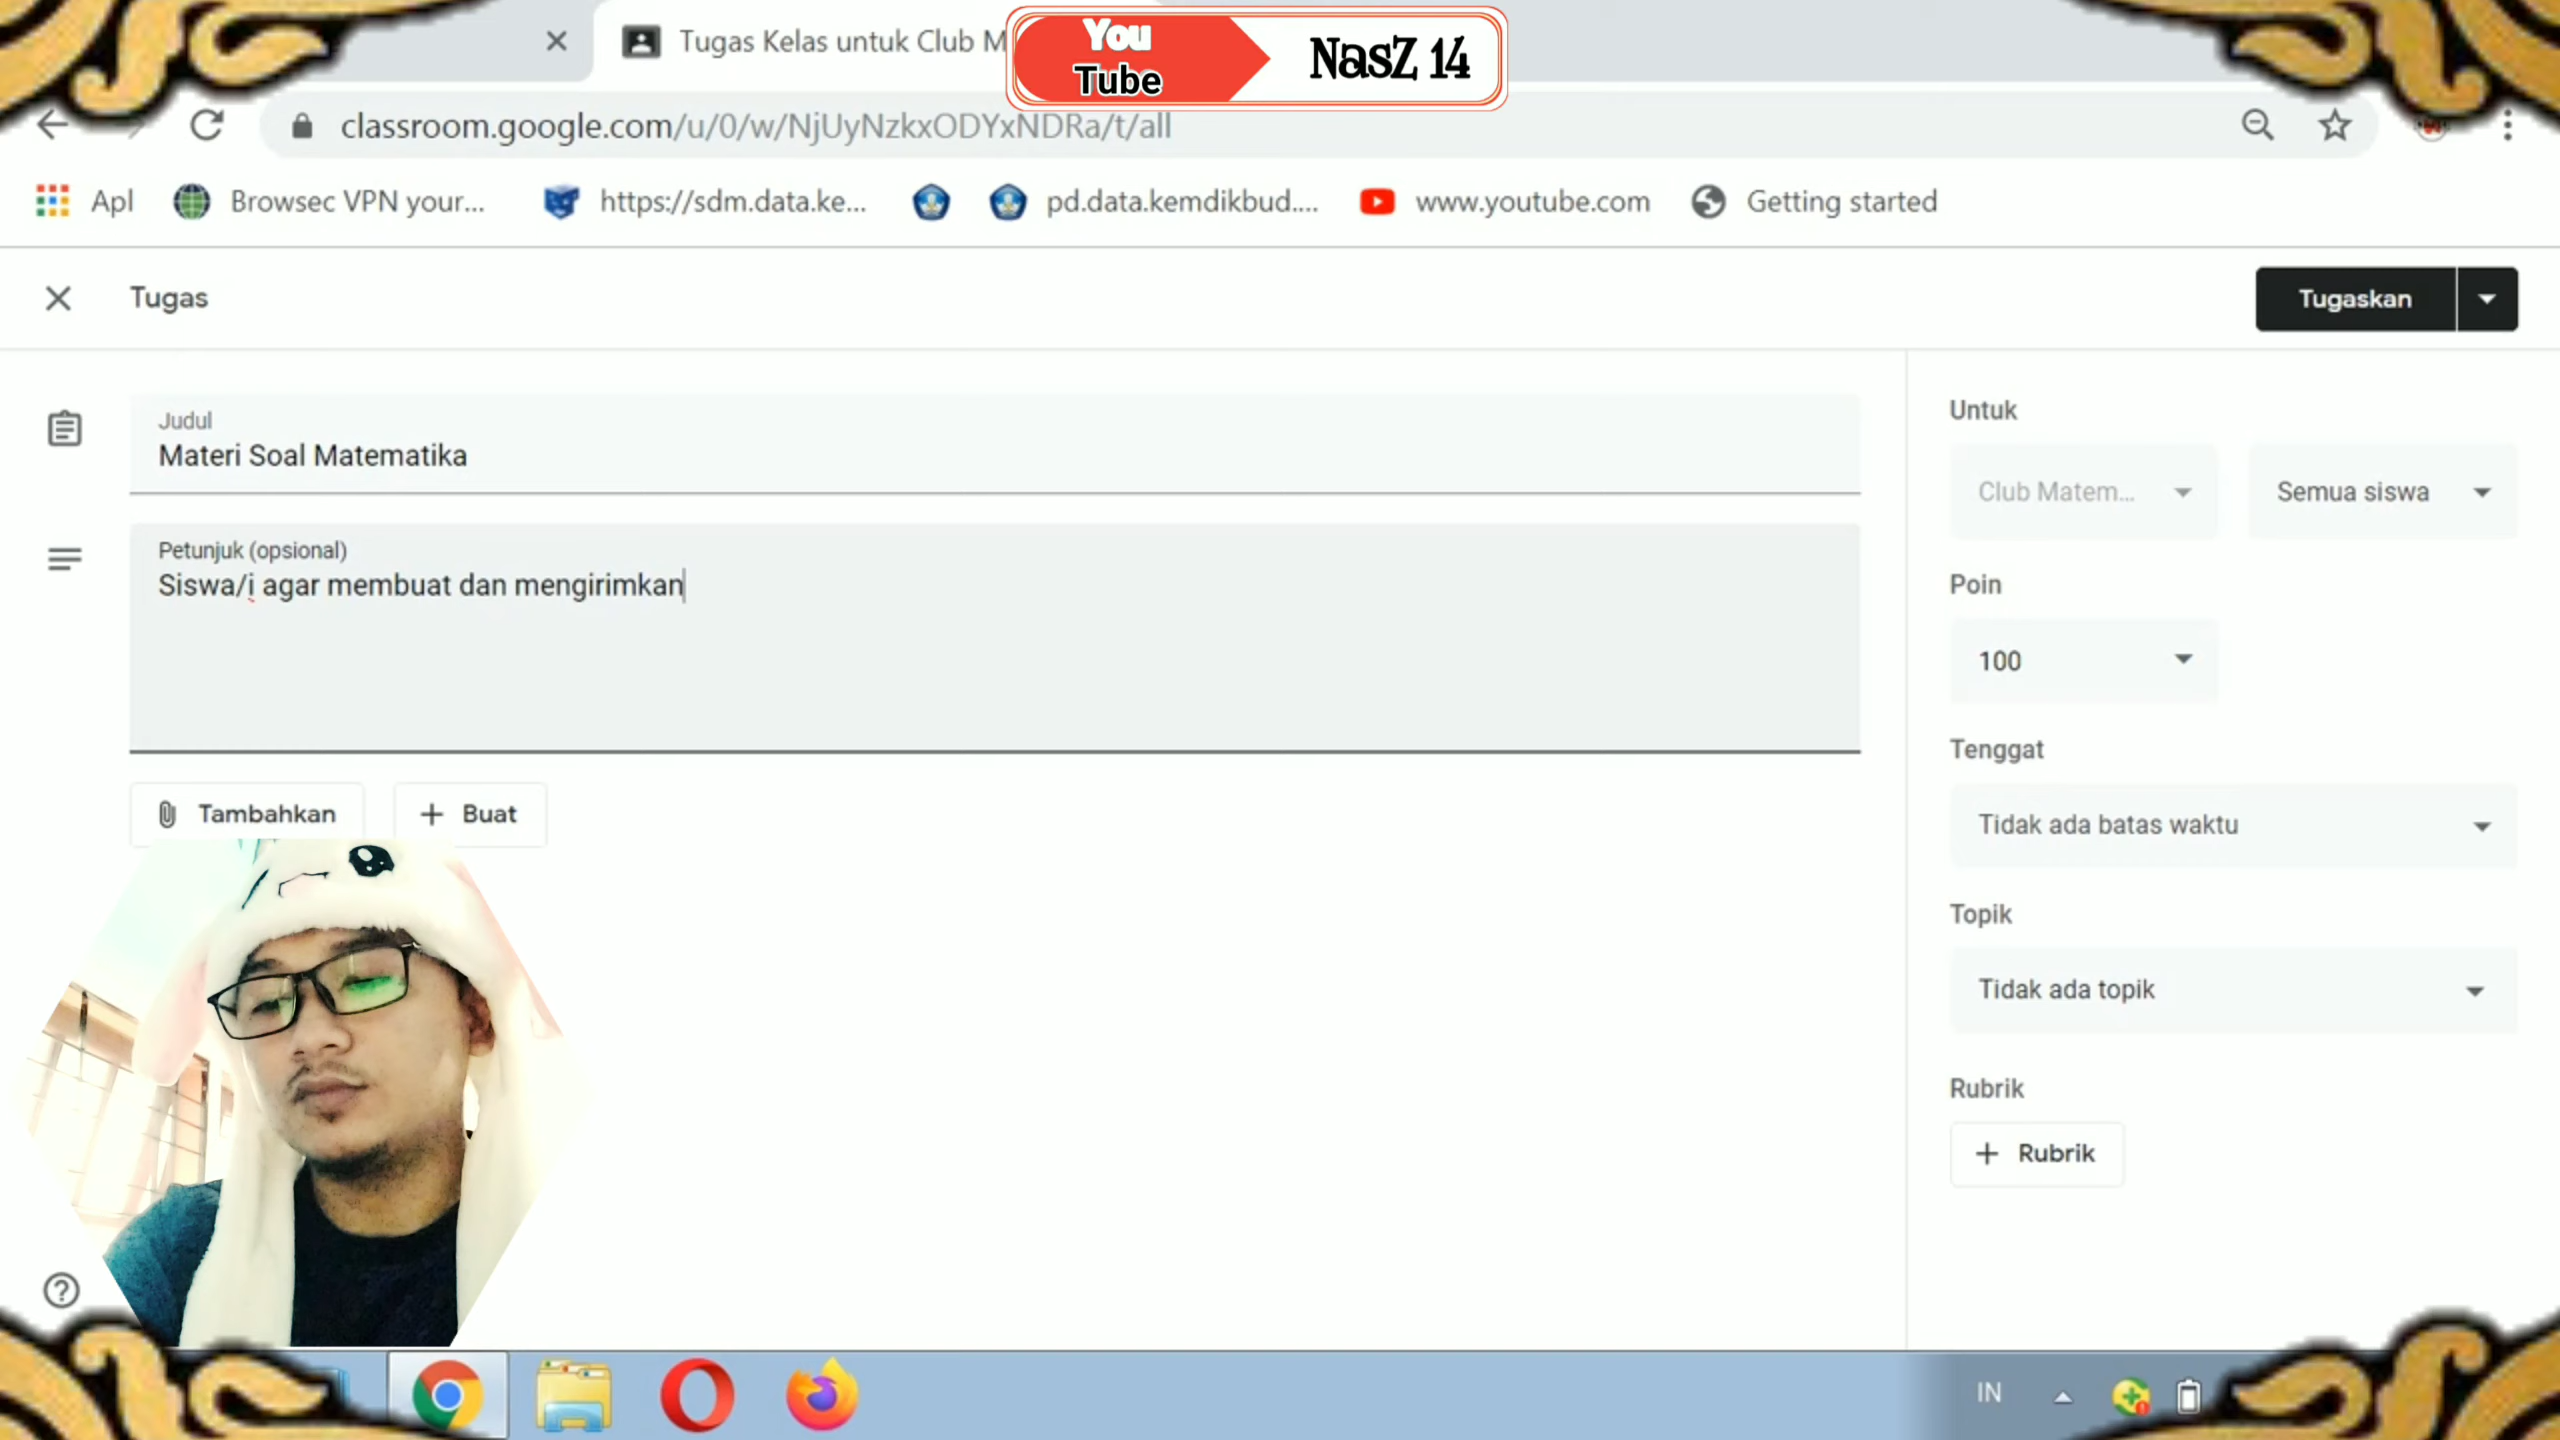 Tugas Kelas untuk Club M
You
Tube
NasZ 14
classroom.google.com/u/0/w/NjUyNzkxODYxNDRa/t/all
Apl
Browsec VPN your...
https://sdm.data.ke...
pd.data.kemdikbud....
www.youtube.com
Getting started
Tugas
Tugaskan
Judul
Materi Soal Matematika
Petunjuk (opsional)
Siswa/i agar membuat dan mengirimkan
Tambahkan
Buat
Untuk
Club Matem...
Semua siswa
Poin
100
Tenggat
Tidak ada batas waktu
Topik
Tidak ada topik
Rubrik
Rubrik
IN